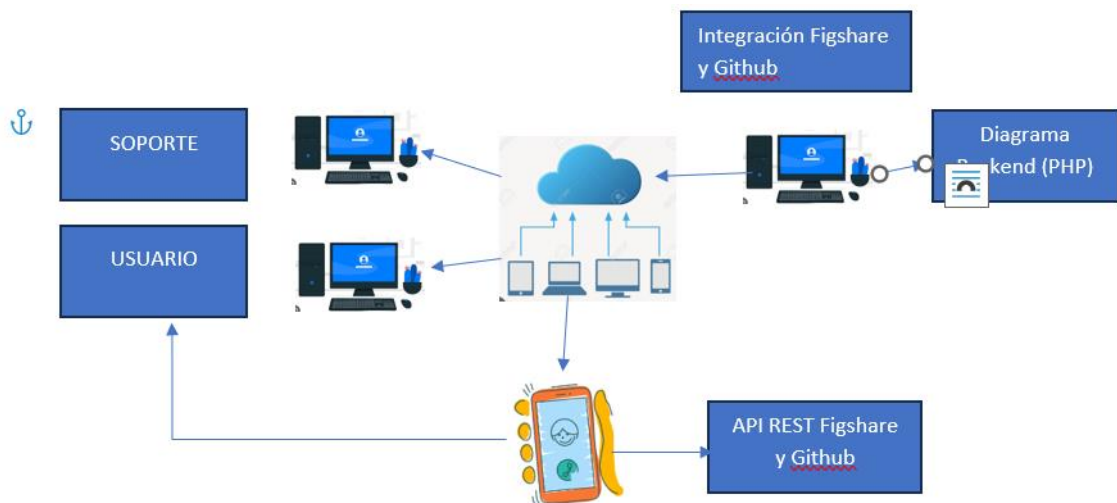 Integración Figshare
y Github
SOPORTE
Diagrama
kend (PHP)
USUARIO
API REST Figshare
y Github